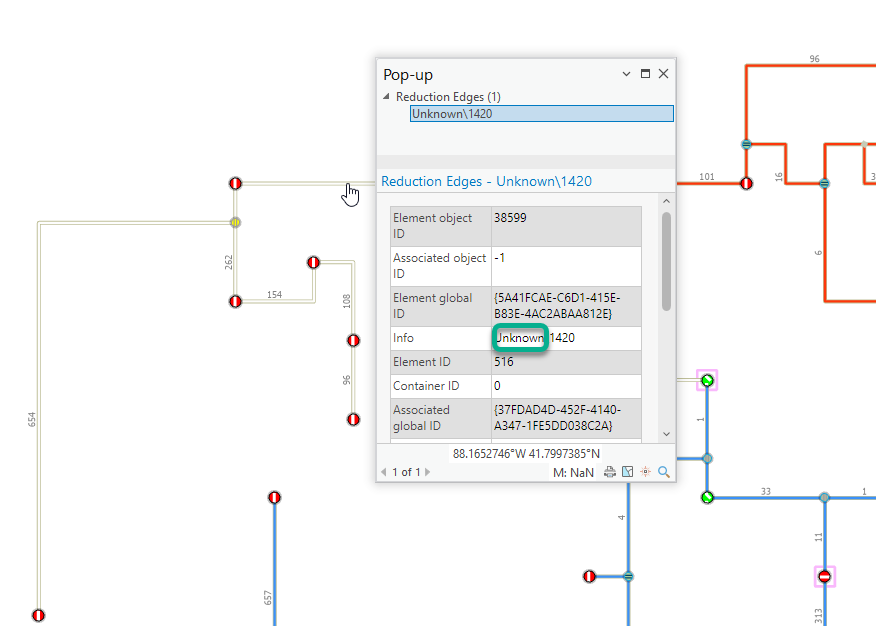 96
Pop-up
Reduction Edges (1)
Unknown\1420
Reduction Edges - Unknown\1420
101
16
3
Element object ID
38599
Associated object ID
-1
262
6
154
108
Element global ID
{5A41FCAE-C6D1-415E-
B83E-4AC2ABAA812E}
Info
Unknown\1420
Element ID
516
96
Container ID
0
654
Associated global ID
{37FDAD4D-452F-4140-
A347-1FE5DD038C2A}
1
88.1652746°W 41.7997385°N
1 of 1
M: NaN
33
1
4
11
657
313